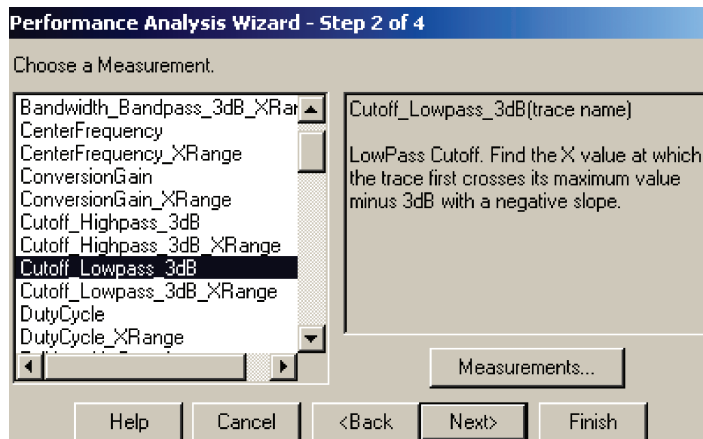 Performance Analysis Wizard - Step 2 of 4
Choose a Measurement.
Bandwidth_Bandpass_3dB_XRar
CenterFrequency
CenterFrequency_XRange
ConversionGain
ConversionGain_XRange
Cutoff_Highpass_3dB
Cutoff_Highpass_3dB_XRange
Cutoff_Lowpass_3dB
Cutoff_Lowpass_3dB_XRange
DutyCycle
DutyCycle_XRange
Cutoff_Lowpass_3dB(trace name)
LowPass Cutoff. Find the X value at which
the trace first crosses its maximum value
minus 3dB with a negative slope.
Measurements...
Help
Cancel
<Back
Next>
Finish